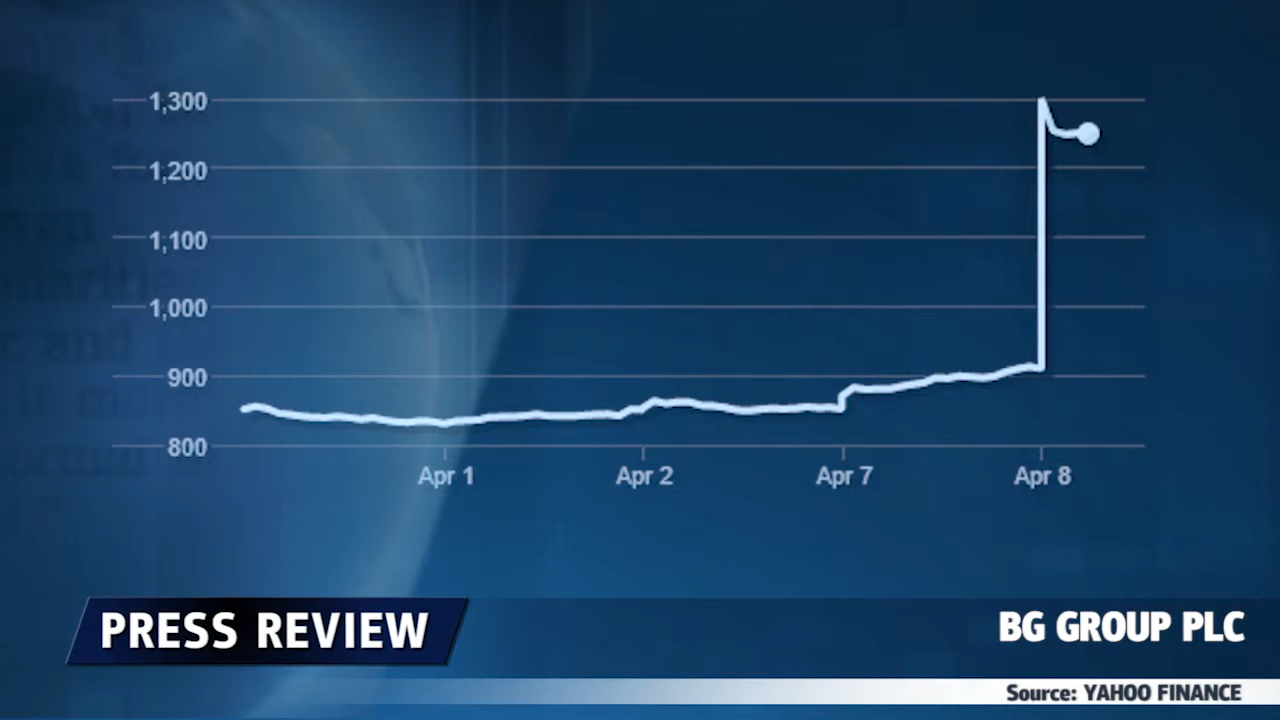 1,300
1,200
1,100
1,000
900
800
Apr 1 Apr 2 Apr 7 Apr 8
PRESS REVIEW
BG GROUP PLC
Source: YAHOO FINANCE